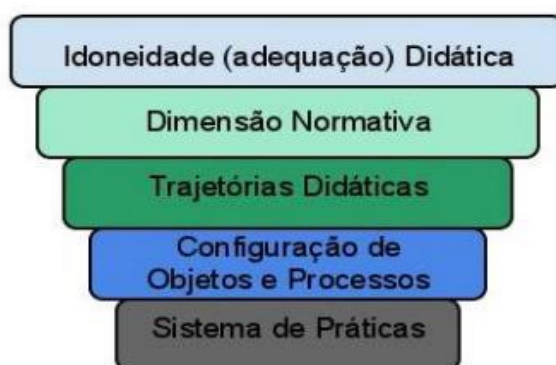 Idoneidade (adequação) Didática
Dimensão Normativa
Trajetórias Didáticas
Configuração de
Objetos e Processos
Sistema de Práticas